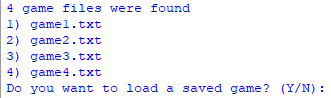 4 game files were found
1) game1.txt
2) game2.txt
3) game3.txt
4) game4.txt
Do you want to load a saved game? (Y/N):